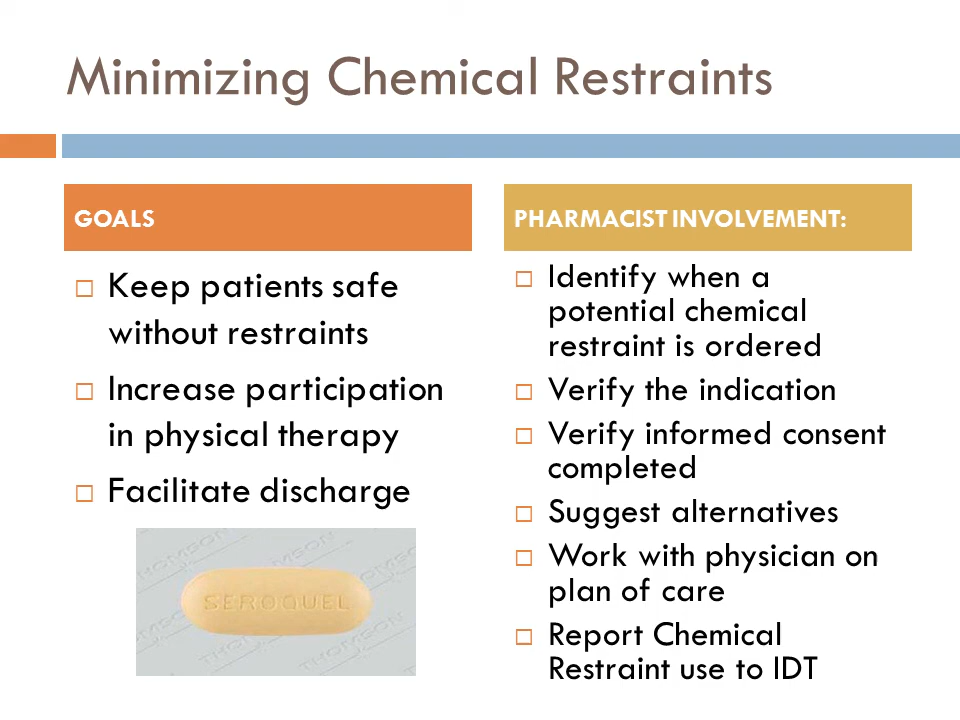 Minimizing Chemical Restraints
GOALS
Keep patients safe
without restraints
Increase participation
in physical therapy
Facilitate discharge
SEROQUEL
PHARMACIST INVOLVEMENT:
Identify when a
potential chemical
restraint is ordered
Verify the indication
Verify informed consent
completed
Suggest alternatives
Work with physician on
plan of care
Report Chemical
Restraint use to IDT